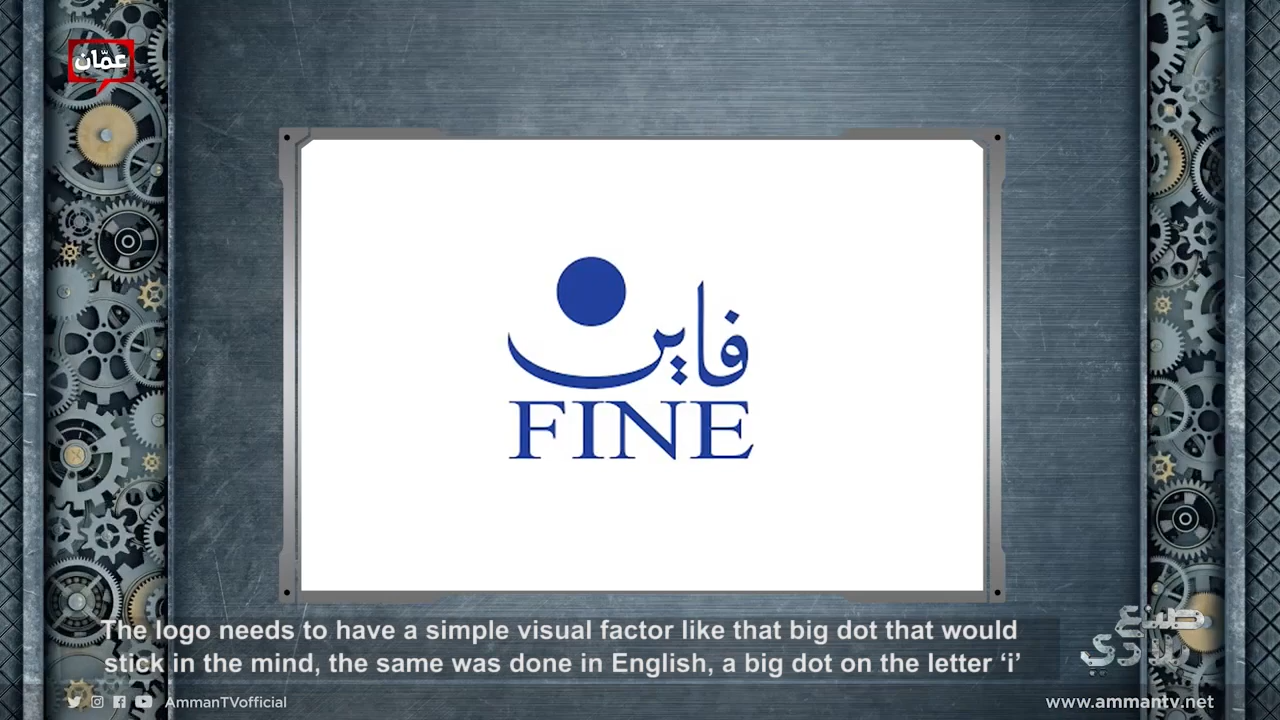 عمّان
فاين
FINE
The logo needs to have a simple visual factor like that big dot that would
stick in the mind, the same was done in English, a big dot on the letter ‘i’
صنع
بلادي
AmmanTVofficial
www.ammantv.net